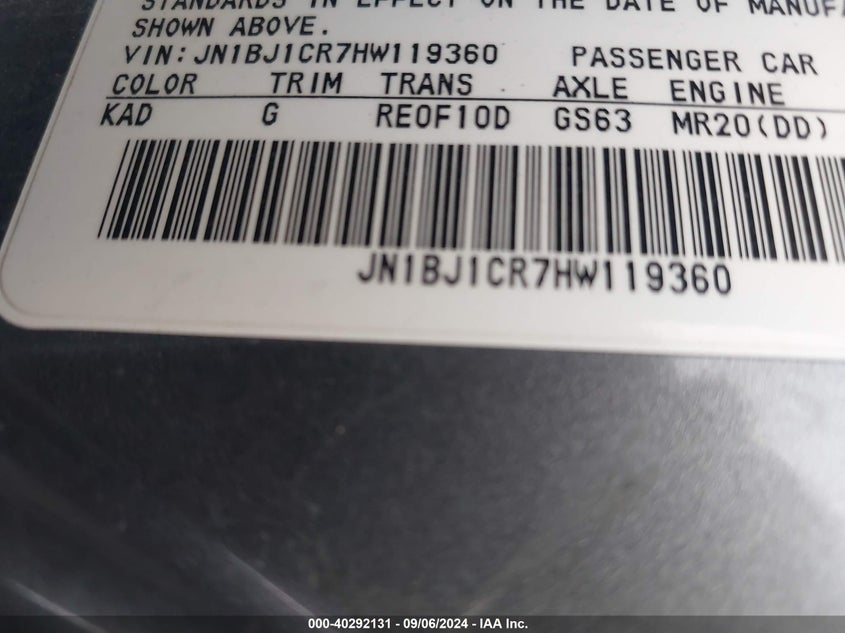 STANDARDS IN EFFECT ON THE DATE OF MANUFA
SHOWN ABOVE.
VIN:JN1BJ1CR7HW119360 PASSENGER CAR
COLOR TRIM TRANS AXLE ENGINE
KAD G RE0F10D GS63 MR20(DD)
JN1BJ1CR7HW119360
000-40292131 - 09/06/2024 - IAA Inc.